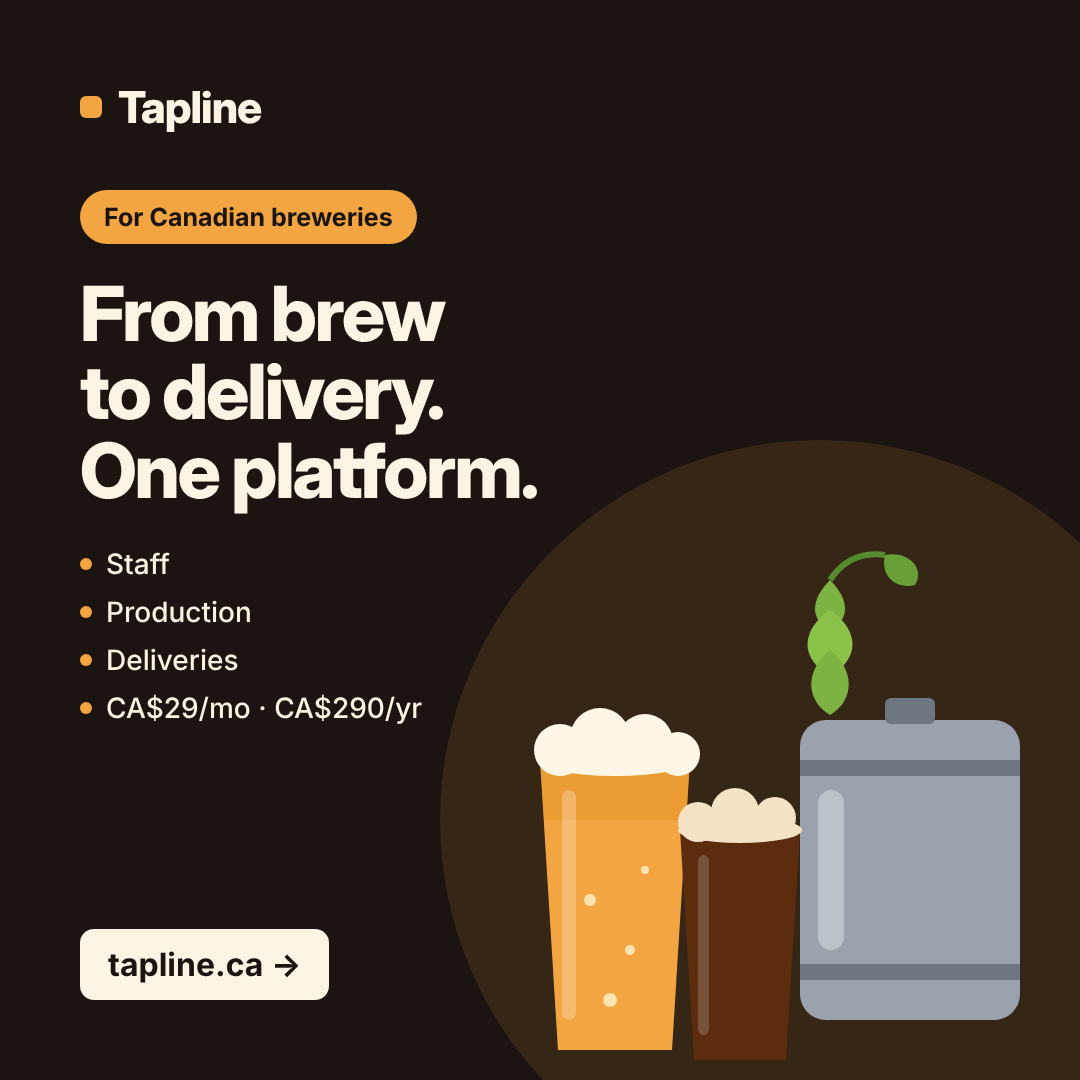 Tapline
For Canadian breweries
From brew
to delivery.
One platform.
Staff
Production
Deliveries
CA$29/mo · CA$290/yr
tapline.ca →